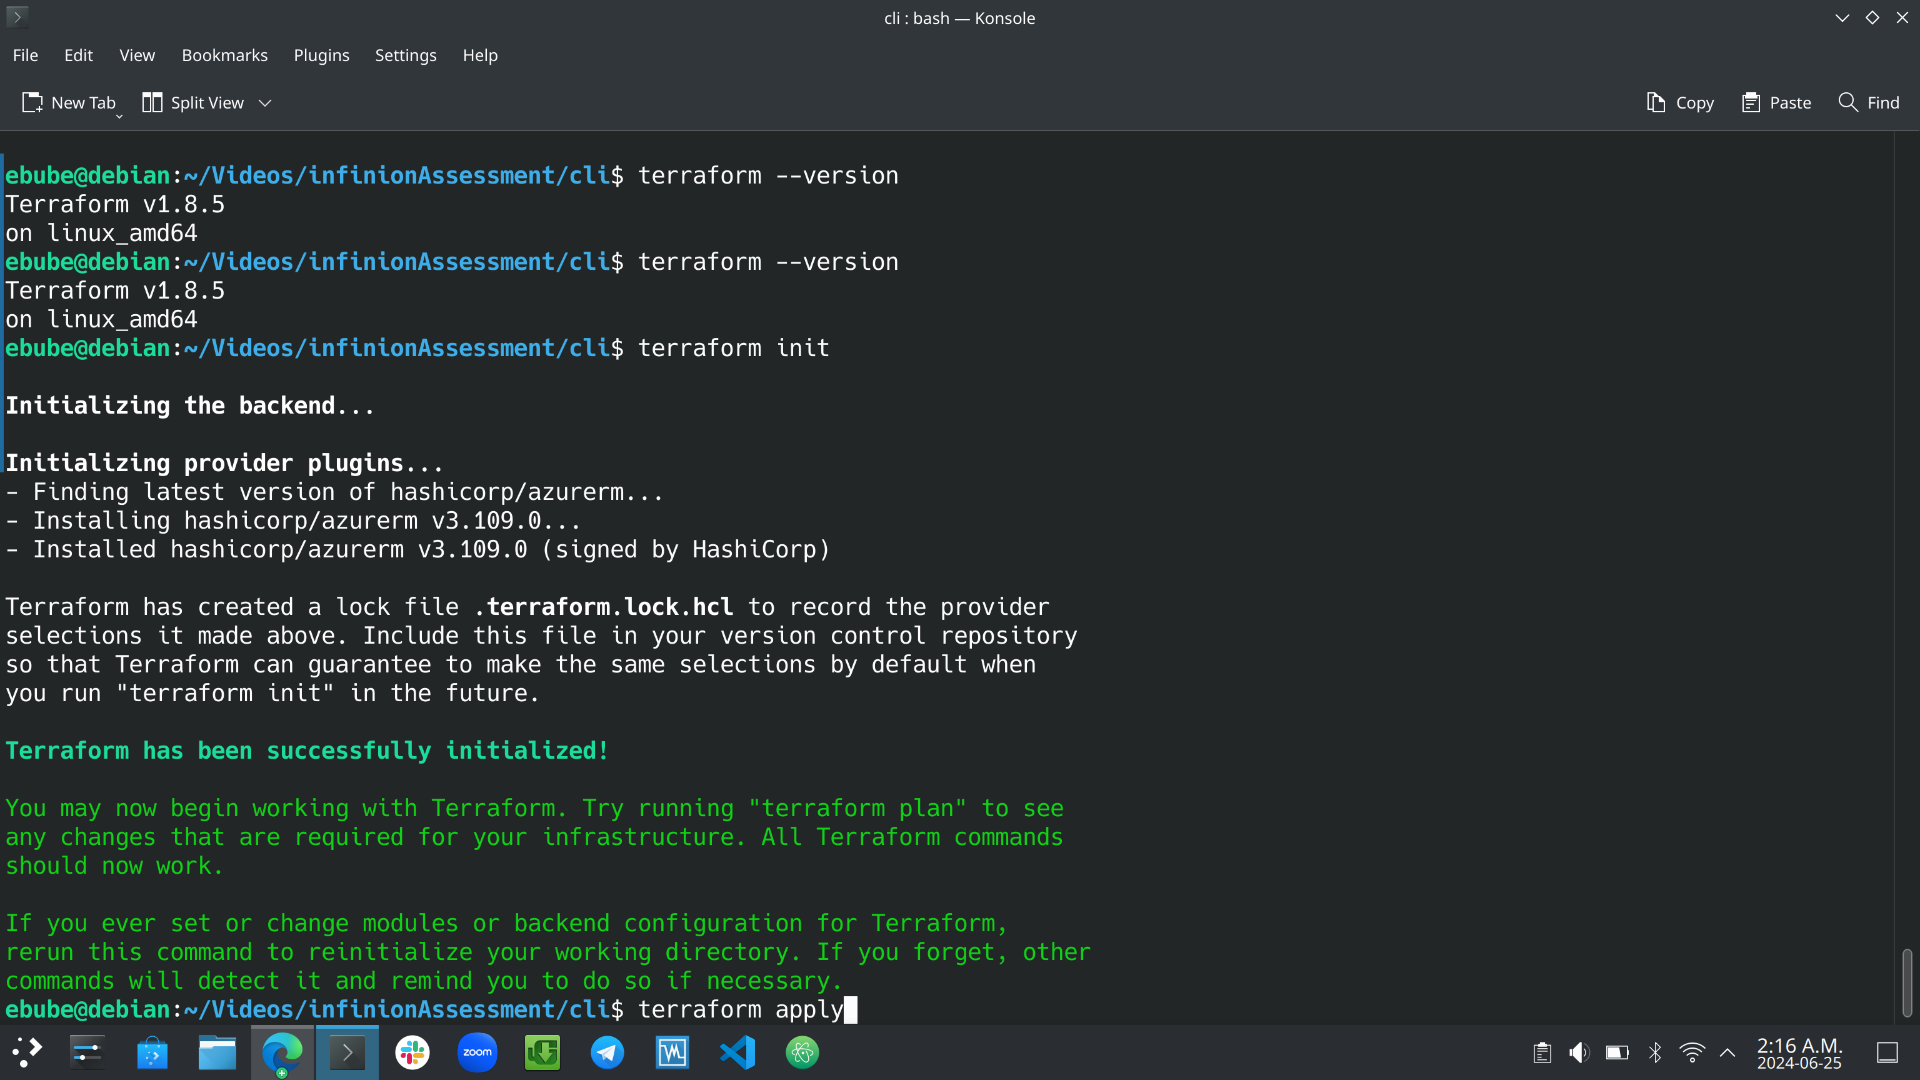 cli : bash — Konsole
File Edit View Bookmarks Plugins Settings Help
New Tab Split View Copy Paste Find
ebube@debian:~/Videos/infinionAssessment/cli$ terraform --version
Terraform v1.8.5
on linux_amd64
ebube@debian:~/Videos/infinionAssessment/cli$ terraform --version
Terraform v1.8.5
on linux_amd64
ebube@debian:~/Videos/infinionAssessment/cli$ terraform init
Initializing the backend...
Initializing provider plugins...
- Finding latest version of hashicorp/azurerm...
- Installing hashicorp/azurerm v3.109.0...
- Installed hashicorp/azurerm v3.109.0 (signed by HashiCorp)
Terraform has created a lock file .terraform.lock.hcl to record the provider
selections it made above. Include this file in your version control repository
so that Terraform can guarantee to make the same selections by default when
you run "terraform init" in the future.
Terraform has been successfully initialized!
You may now begin working with Terraform. Try running "terraform plan" to see
any changes that are required for your infrastructure. All Terraform commands
should now work.
If you ever set or change modules or backend configuration for Terraform,
rerun this command to reinitialize your working directory. If you forget, other
commands will detect it and remind you to do so if necessary.
ebube@debian:~/Videos/infinionAssessment/cli$ terraform apply
zoom
2:16 A.M.
2024-06-25